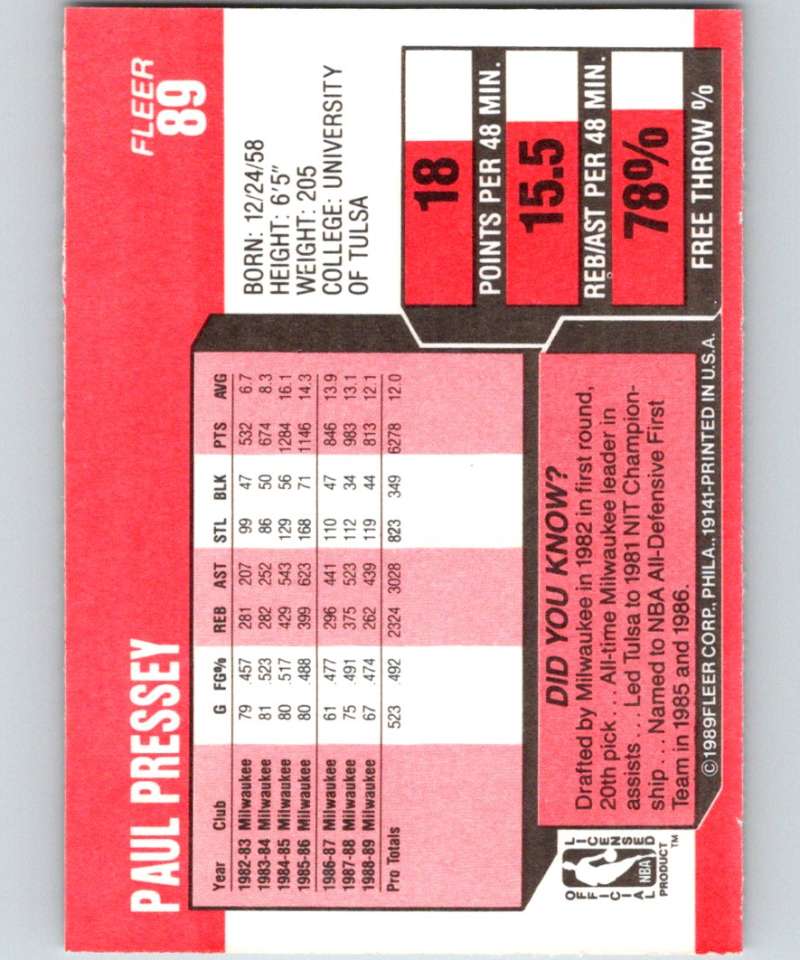 PAUL PRESSEY
FLEER
89
BORN: 12/24/58
HEIGHT: 6'5"
WEIGHT: 205
COLLEGE: UNIVERSITY
OF TULSA
Year Club G FG% REB AST STL BLK PTS AVG
1982-83 Milwaukee 79 .457 281 207 99 47 532 6.7
1983-84 Milwaukee 81 .523 282 252 86 50 674 8.3
1984-85 Milwaukee 80 .517 429 543 129 56 1284 16.1
1985-86 Milwaukee 80 .488 399 623 168 71 1146 14.3
1986-87 Milwaukee 61 .477 296 441 110 47 846 13.9
1987-88 Milwaukee 75 .491 375 523 112 34 983 13.1
1988-89 Milwaukee 67 .474 262 439 119 44 813 12.1
Pro Totals 523 .492 2324 3028 823 349 6278 12.0
18
POINTS PER 48 MIN.
15.5
REB/AST PER 48 MIN.
78%
FREE THROW %
DID YOU KNOW?
Drafted by Milwaukee in 1982 in first round,
20th pick . . . All-time Milwaukee leader in
assists . . . Led Tulsa to 1981 NIT Champion-
ship . . . Named to NBA All-Defensive First
Team in 1985 and 1986.
OFFICIAL LICENSED
NBA
PRODUCT™
©1989 FLEER CORP., PHILA., 19141-PRINTED IN U.S.A.